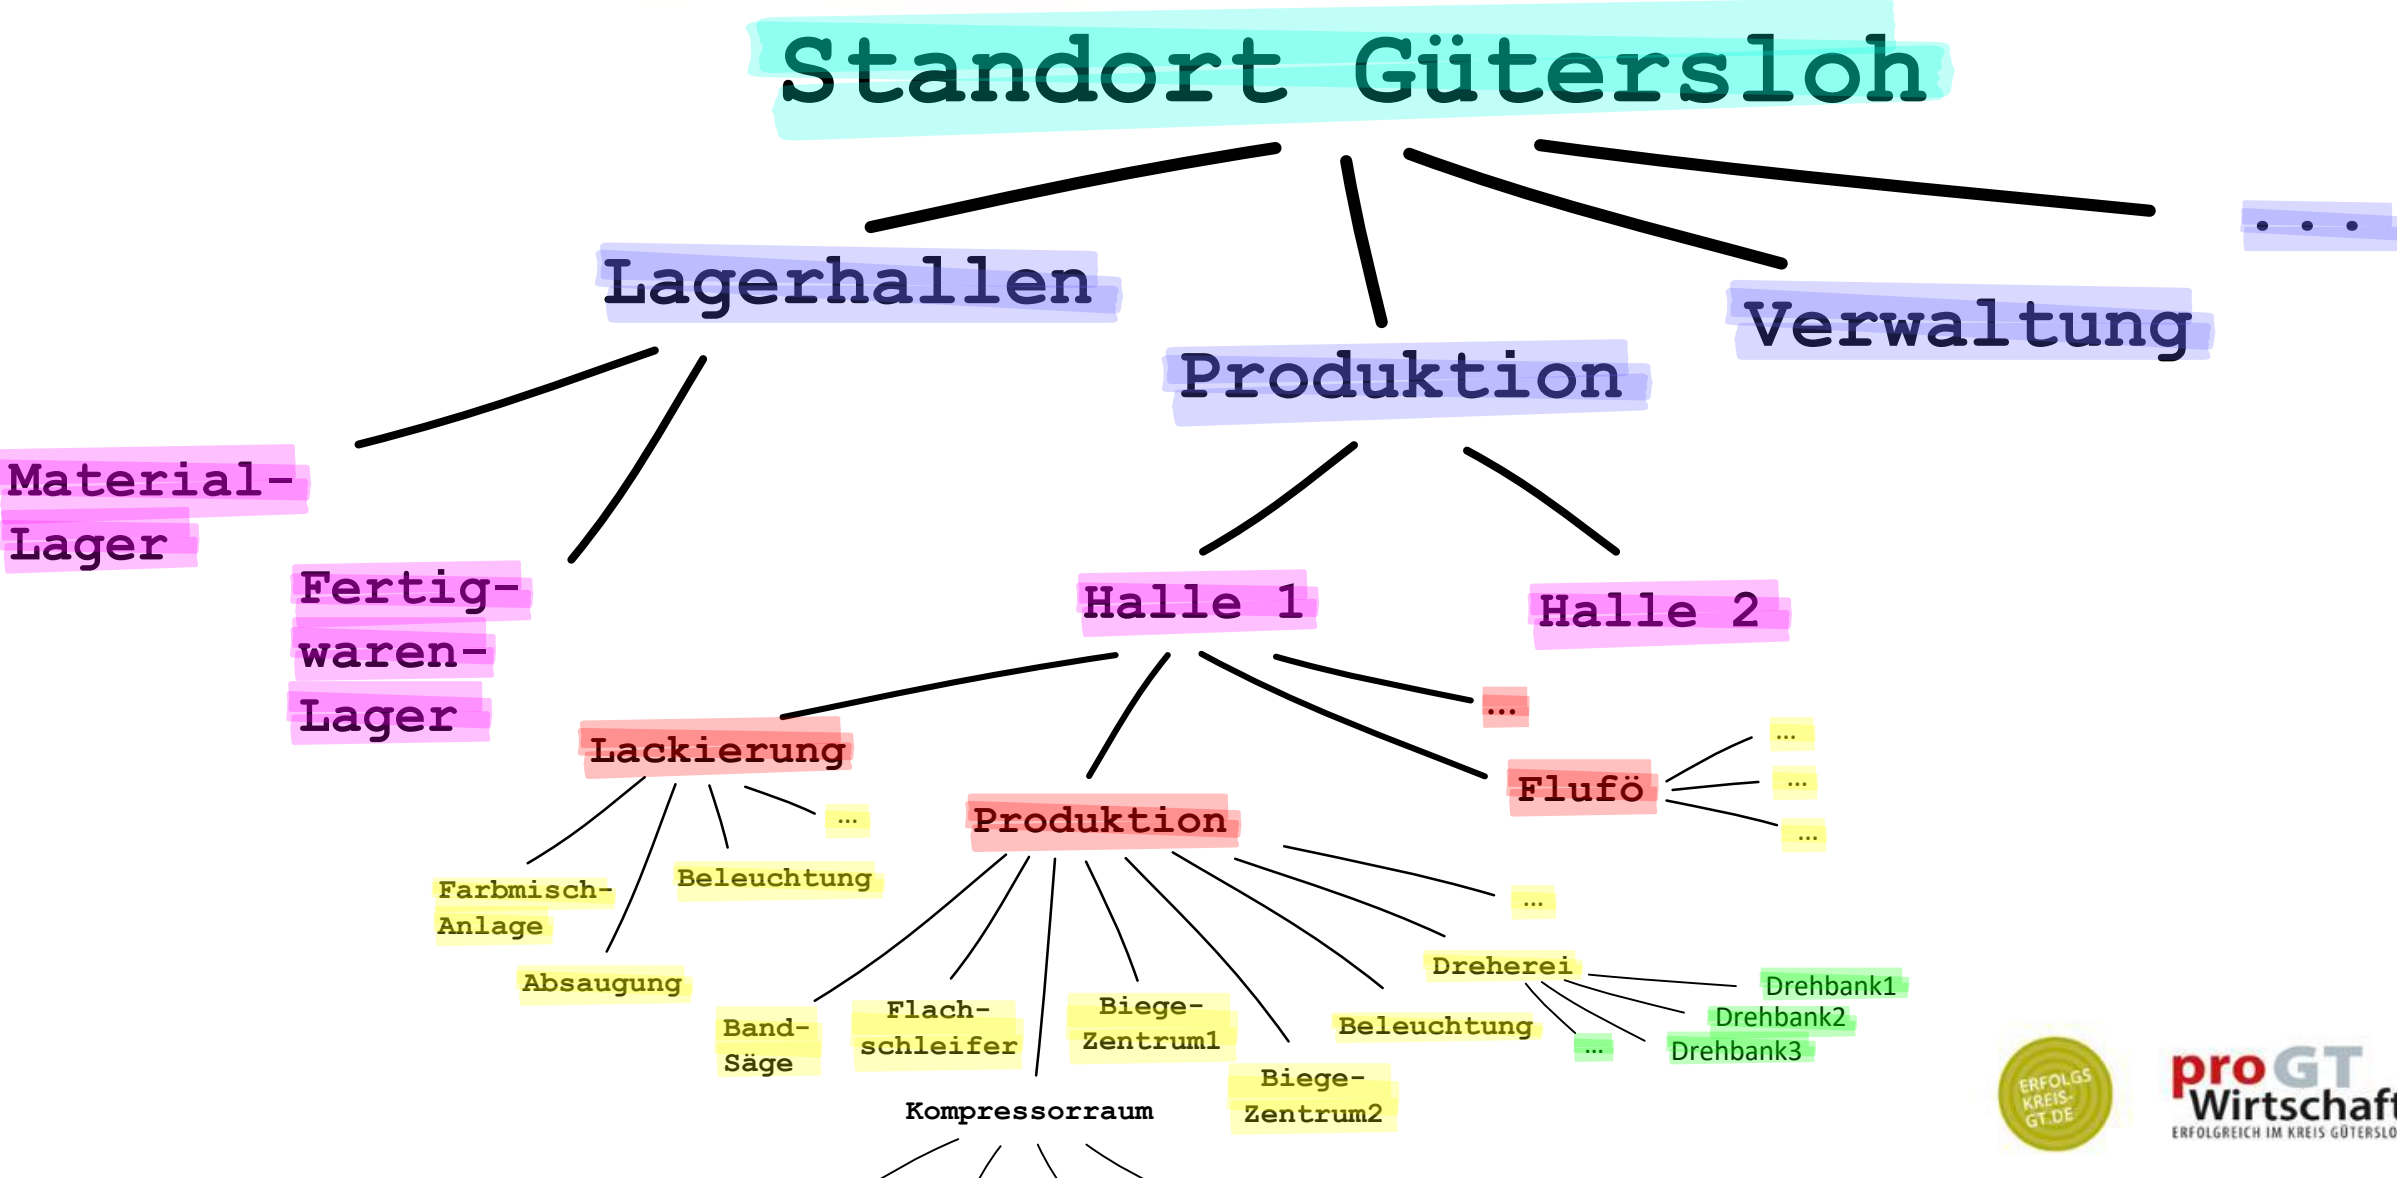 Standort Gütersloh
...
Lagerhallen
Verwaltung
Produktion
Material-
Lager
Fertig-
waren-
Lager
Halle 1
Halle 2
...
Lackierung
...
Flufö
...
...
Produktion
...
Farbmisch-
Anlage
Beleuchtung
...
Absaugung
Dreherei
Drehbank1
Drehbank2
Drehbank3
...
Band-
Säge
Flach-
schleifer
Biege-
Zentrum1
Beleuchtung
Biege-
Zentrum2
Kompressorraum
ERFOLGS
KREIS-
GT.DE
pro GT
Wirtschaft
ERFOLGREICH IM KREIS GÜTERSLO